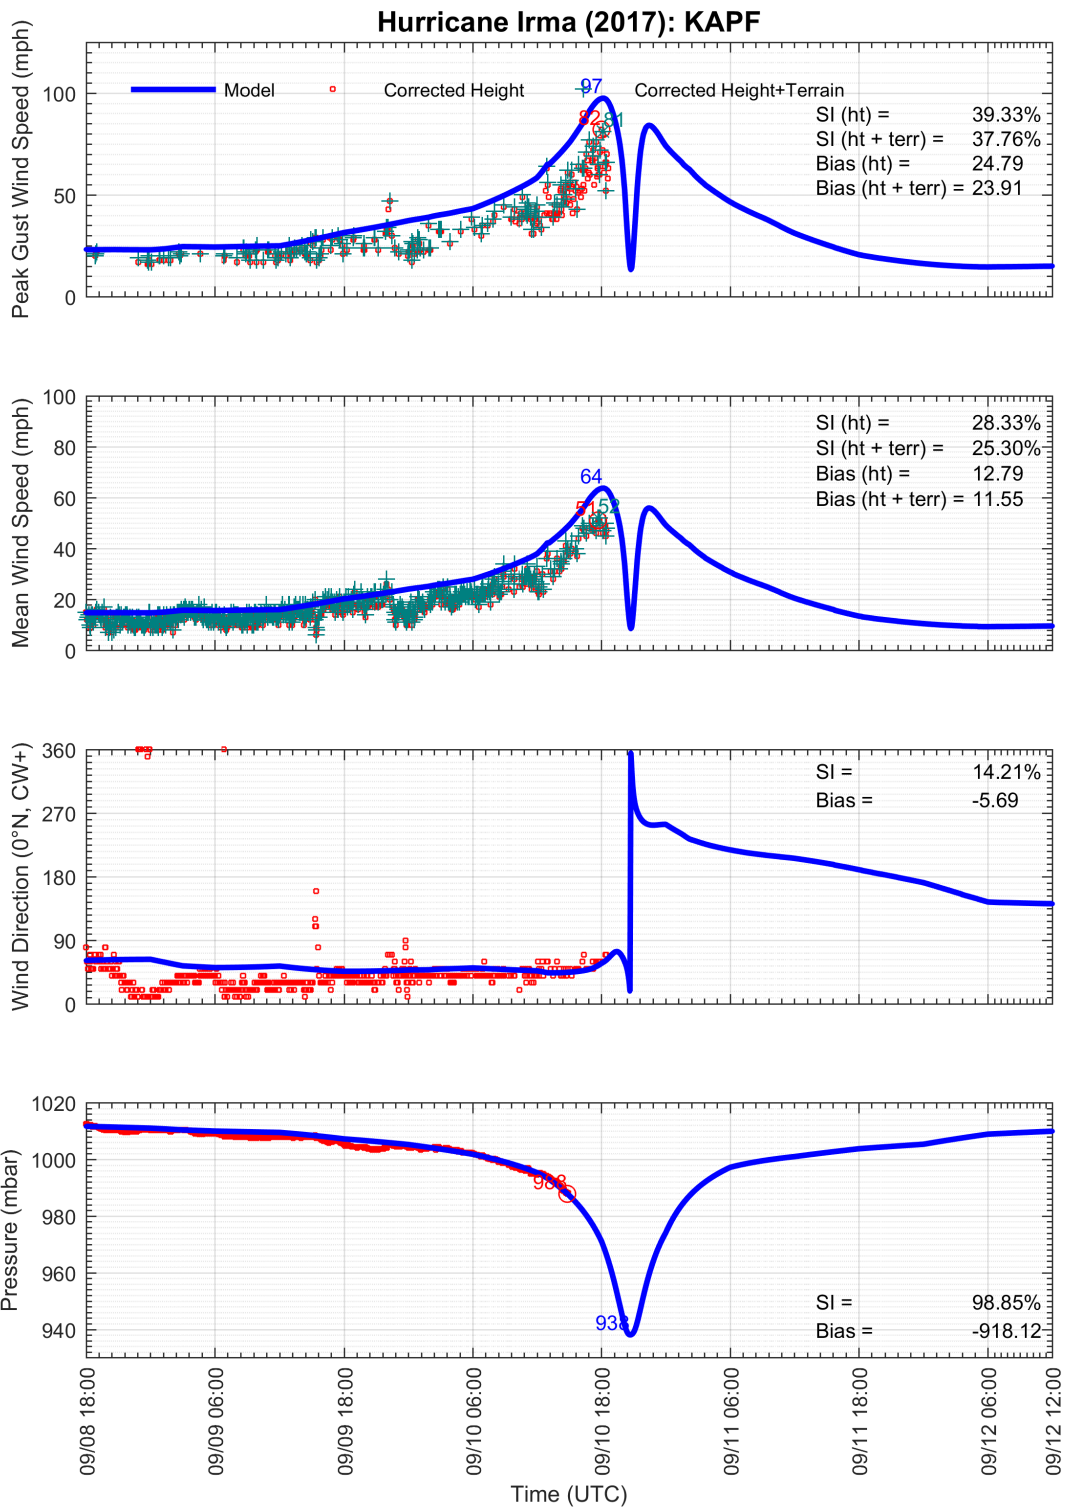 Hurricane Irma (2017): KAPF
Peak Gust Wind Speed (mph)
100
50
0
Model
Corrected Height
Corrected Height+Terrain
97
82
81
SI (ht) = 39.33%
SI (ht + terr) = 37.76%
Bias (ht) = 24.79
Bias (ht + terr) = 23.91
Mean Wind Speed (mph)
100
80
60
40
20
0
64
51
52
SI (ht) = 28.33%
SI (ht + terr) = 25.30%
Bias (ht) = 12.79
Bias (ht + terr) = 11.55
Wind Direction (0°N, CW+)
360
270
180
90
0
SI = 14.21%
Bias = -5.69
Pressure (mbar)
1020
1000
980
960
940
988
938
SI = 98.85%
Bias = -918.12
09/08 18:00
09/09 06:00
09/09 18:00
09/10 06:00
09/10 18:00
09/11 06:00
09/11 18:00
09/12 06:00
09/12 12:00
Time (UTC)